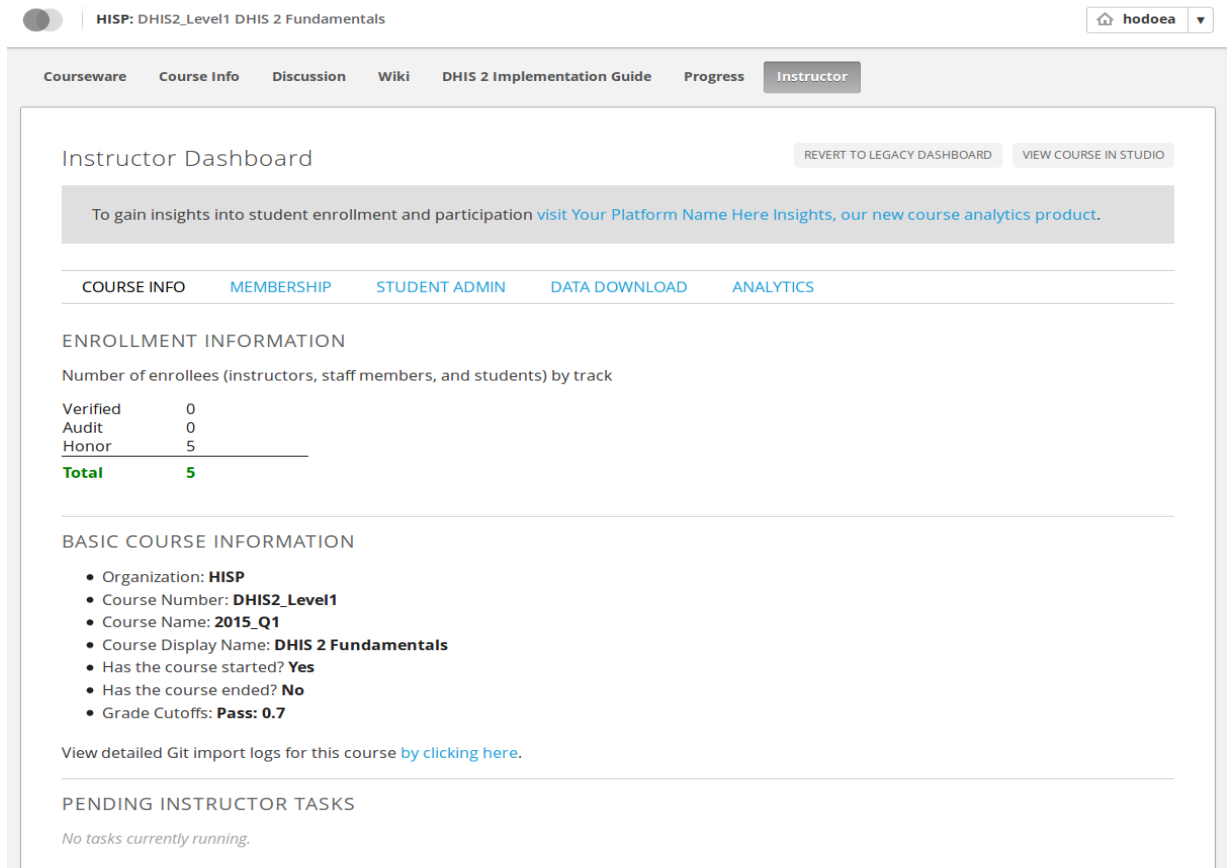 HISP: DHIS2_Level1 DHIS 2 Fundamentals
hodoea
Courseware Course Info Discussion Wiki DHIS 2 Implementation Guide Progress Instructor
Instructor Dashboard
REVERT TO LEGACY DASHBOARD VIEW COURSE IN STUDIO
To gain insights into student enrollment and participation visit Your Platform Name Here Insights, our new course analytics product.
COURSE INFO MEMBERSHIP STUDENT ADMIN DATA DOWNLOAD ANALYTICS
ENROLLMENT INFORMATION
Number of enrollees (instructors, staff members, and students) by track
Verified 0
Audit 0
Honor 5
Total 5
BASIC COURSE INFORMATION
• Organization: HISP
• Course Number: DHIS2_Level1
• Course Name: 2015_Q1
• Course Display Name: DHIS 2 Fundamentals
• Has the course started? Yes
• Has the course ended? No
• Grade Cutoffs: Pass: 0.7
View detailed Git import logs for this course by clicking here.
PENDING INSTRUCTOR TASKS
No tasks currently running.